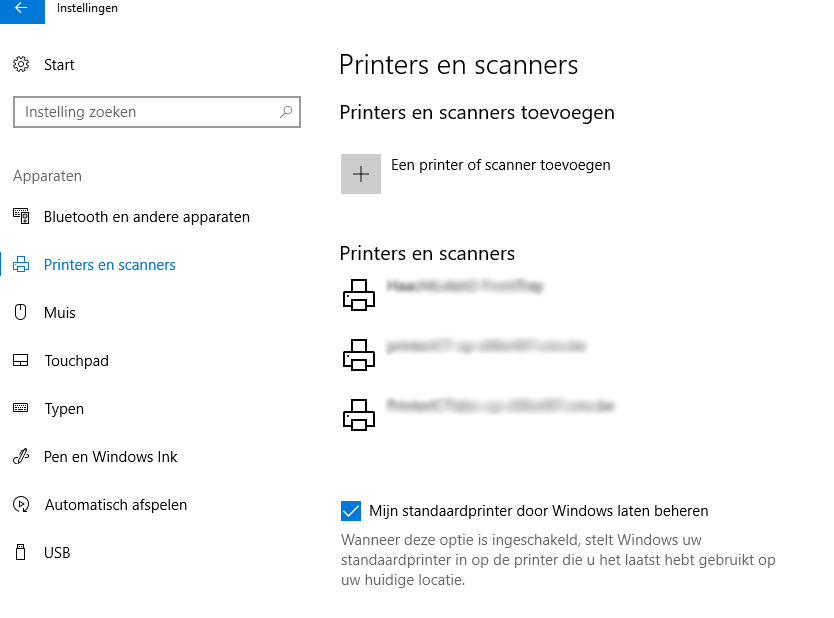 Instellingen
Start
Instelling zoeken
Apparaten
Bluetooth en andere apparaten
Printers en scanners
Muis
Touchpad
Typen
Pen en Windows Ink
Automatisch afspelen
USB
Printers en scanners
Printers en scanners toevoegen
Een printer of scanner toevoegen
Printers en scanners
Mijn standaardprinter door Windows laten beheren
Wanneer deze optie is ingeschakeld, stelt Windows uw
standaardprinter in op de printer die u het laatst hebt gebruikt op
uw huidige locatie.